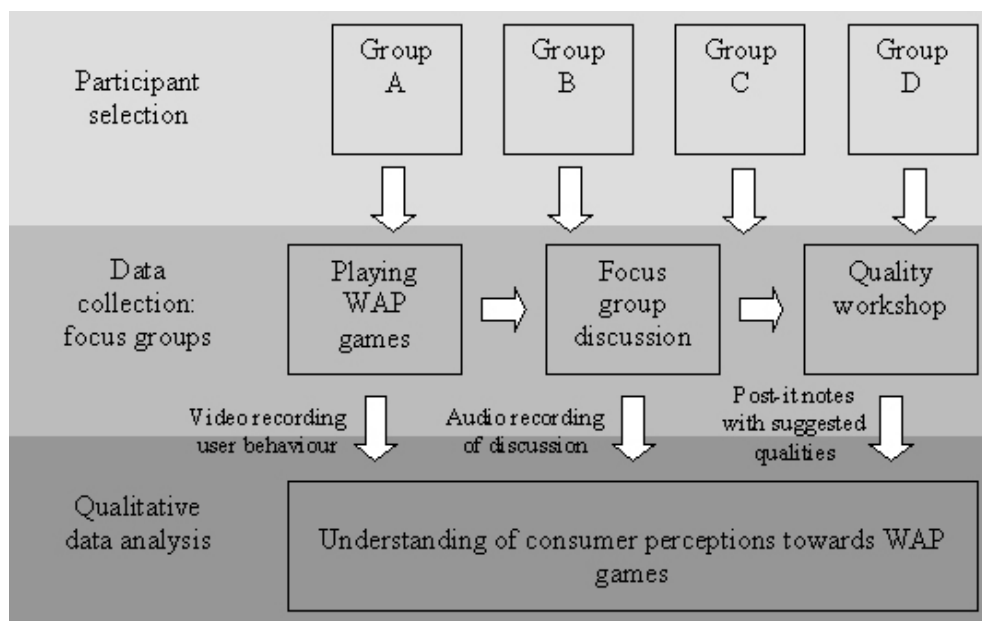 Participant
selection
Group
A
Group
B
Group
C
Group
D
Data
collection:
focus groups
Playing
WAP
games
Focus
group
discussion
Quality
workshop
Video recording
user behaviour
Audio recording
of discussion
Post-it notes
with suggested
qualities
Qualitative
data analysis
Understanding of consumer perceptions towards WAP
games